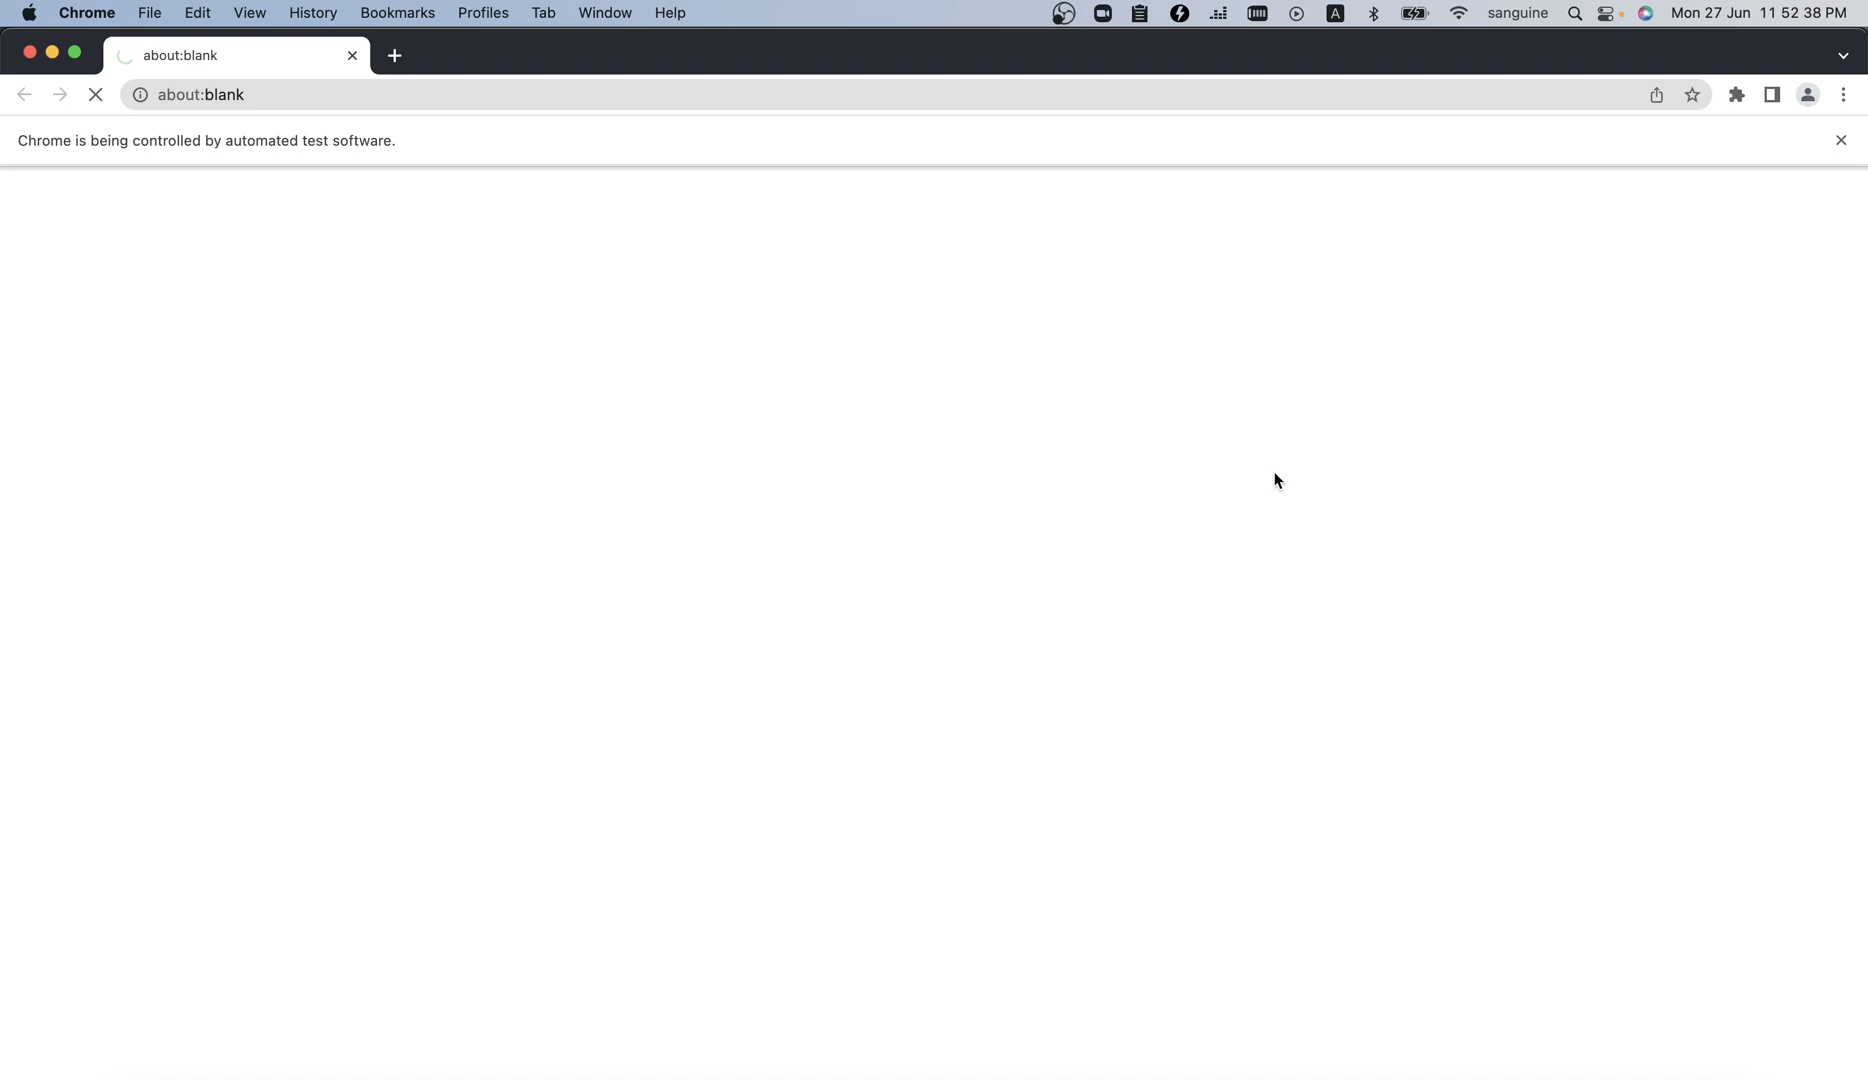 Chrome File Edit View History Bookmarks Profiles Tab Window Help A sanguine Mon 27 Jun 11 52 38 PM
about:blank
about:blank
Chrome is being controlled by automated test software.